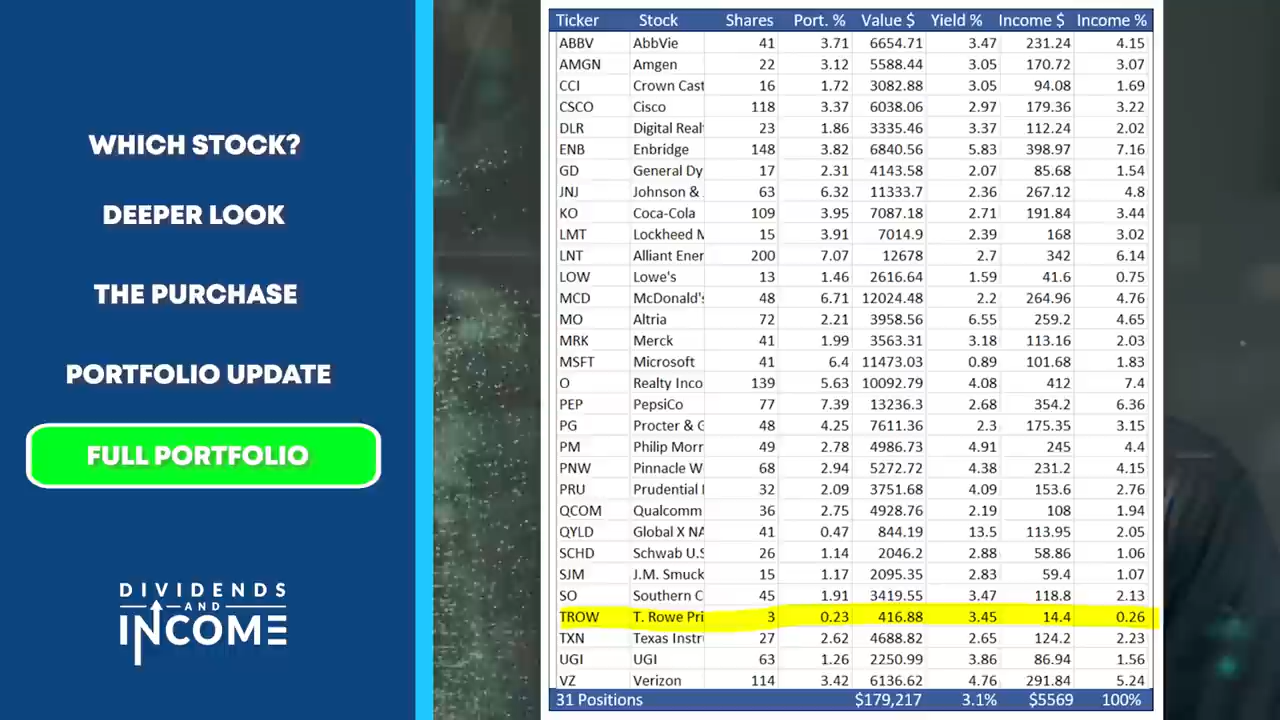 WHICH STOCK?
DEEPER LOOK
THE PURCHASE
PORTFOLIO UPDATE
FULL PORTFOLIO
DIVIDENDS
AND
INCOME
Ticker Stock Shares Port. % Value $ Yield % Income $ Income %
ABBV AbbVie 41 3.71 6654.71 3.47 231.24 4.15
AMGN Amgen 22 3.12 5588.44 3.05 170.72 3.07
CCI Crown Cast 16 1.72 3082.88 3.05 94.08 1.69
CSCO Cisco 118 3.37 6038.06 2.97 179.36 3.22
DLR Digital Real 23 1.86 3335.46 3.37 112.24 2.02
ENB Enbridge 148 3.82 6840.56 5.83 398.97 7.16
GD General Dy 17 2.31 4143.58 2.07 85.68 1.54
JNJ Johnson & 63 6.32 11333.7 2.36 267.12 4.8
KO Coca-Cola 109 3.95 7087.18 2.71 191.84 3.44
LMT Lockheed M 15 3.91 7014.9 2.39 168 3.02
LNT Alliant Ener 200 7.07 12678 2.7 342 6.14
LOW Lowe's 13 1.46 2616.64 1.59 41.6 0.75
MCD McDonald's 48 6.71 12024.48 2.2 264.96 4.76
MO Altria 72 2.21 3958.56 6.55 259.2 4.65
MRK Merck 41 1.99 3563.31 3.18 113.16 2.03
MSFT Microsoft 41 6.4 11473.03 0.89 101.68 1.83
O Realty Inco 139 5.63 10092.79 4.08 412 7.4
PEP PepsiCo 77 7.39 13236.3 2.68 354.2 6.36
PG Procter & G 48 4.25 7611.36 2.3 175.35 3.15
PM Philip Morr 49 2.78 4986.73 4.91 245 4.4
PNW Pinnacle W 68 2.94 5272.72 4.38 231.2 4.15
PRU Prudential 32 2.09 3751.68 4.09 153.6 2.76
QCOM Qualcomm 36 2.75 4928.76 2.19 108 1.94
QYLD Global X NA 41 0.47 844.19 13.5 113.95 2.05
SCHD Schwab U.S 26 1.14 2046.2 2.88 58.86 1.06
SJM J.M. Smuck 15 1.17 2095.35 2.83 59.4 1.07
SO Southern C 45 1.91 3419.55 3.47 118.8 2.13
TROW T. Rowe Pri 3 0.23 416.88 3.45 14.4 0.26
TXN Texas Instr 27 2.62 4688.82 2.65 124.2 2.23
UGI UGI 63 1.26 2250.99 3.86 86.94 1.56
VZ Verizon 114 3.42 6136.62 4.76 291.84 5.24
31 Positions $179,217 3.1% $5569 100%